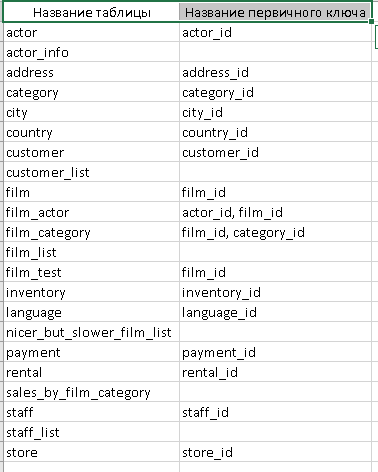 Название таблицы Название первичного ключа
actor actor_id
actor_info
address address_id
category category_id
city city_id
country country_id
customer customer_id
customer_list
film film_id
film_actor actor_id, film_id
film_category film_id, category_id
film_list
film_test film_id
inventory inventory_id
language language_id
nicer_but_slower_film_list
payment payment_id
rental rental_id
sales_by_film_category
staff staff_id
staff_list
store store_id